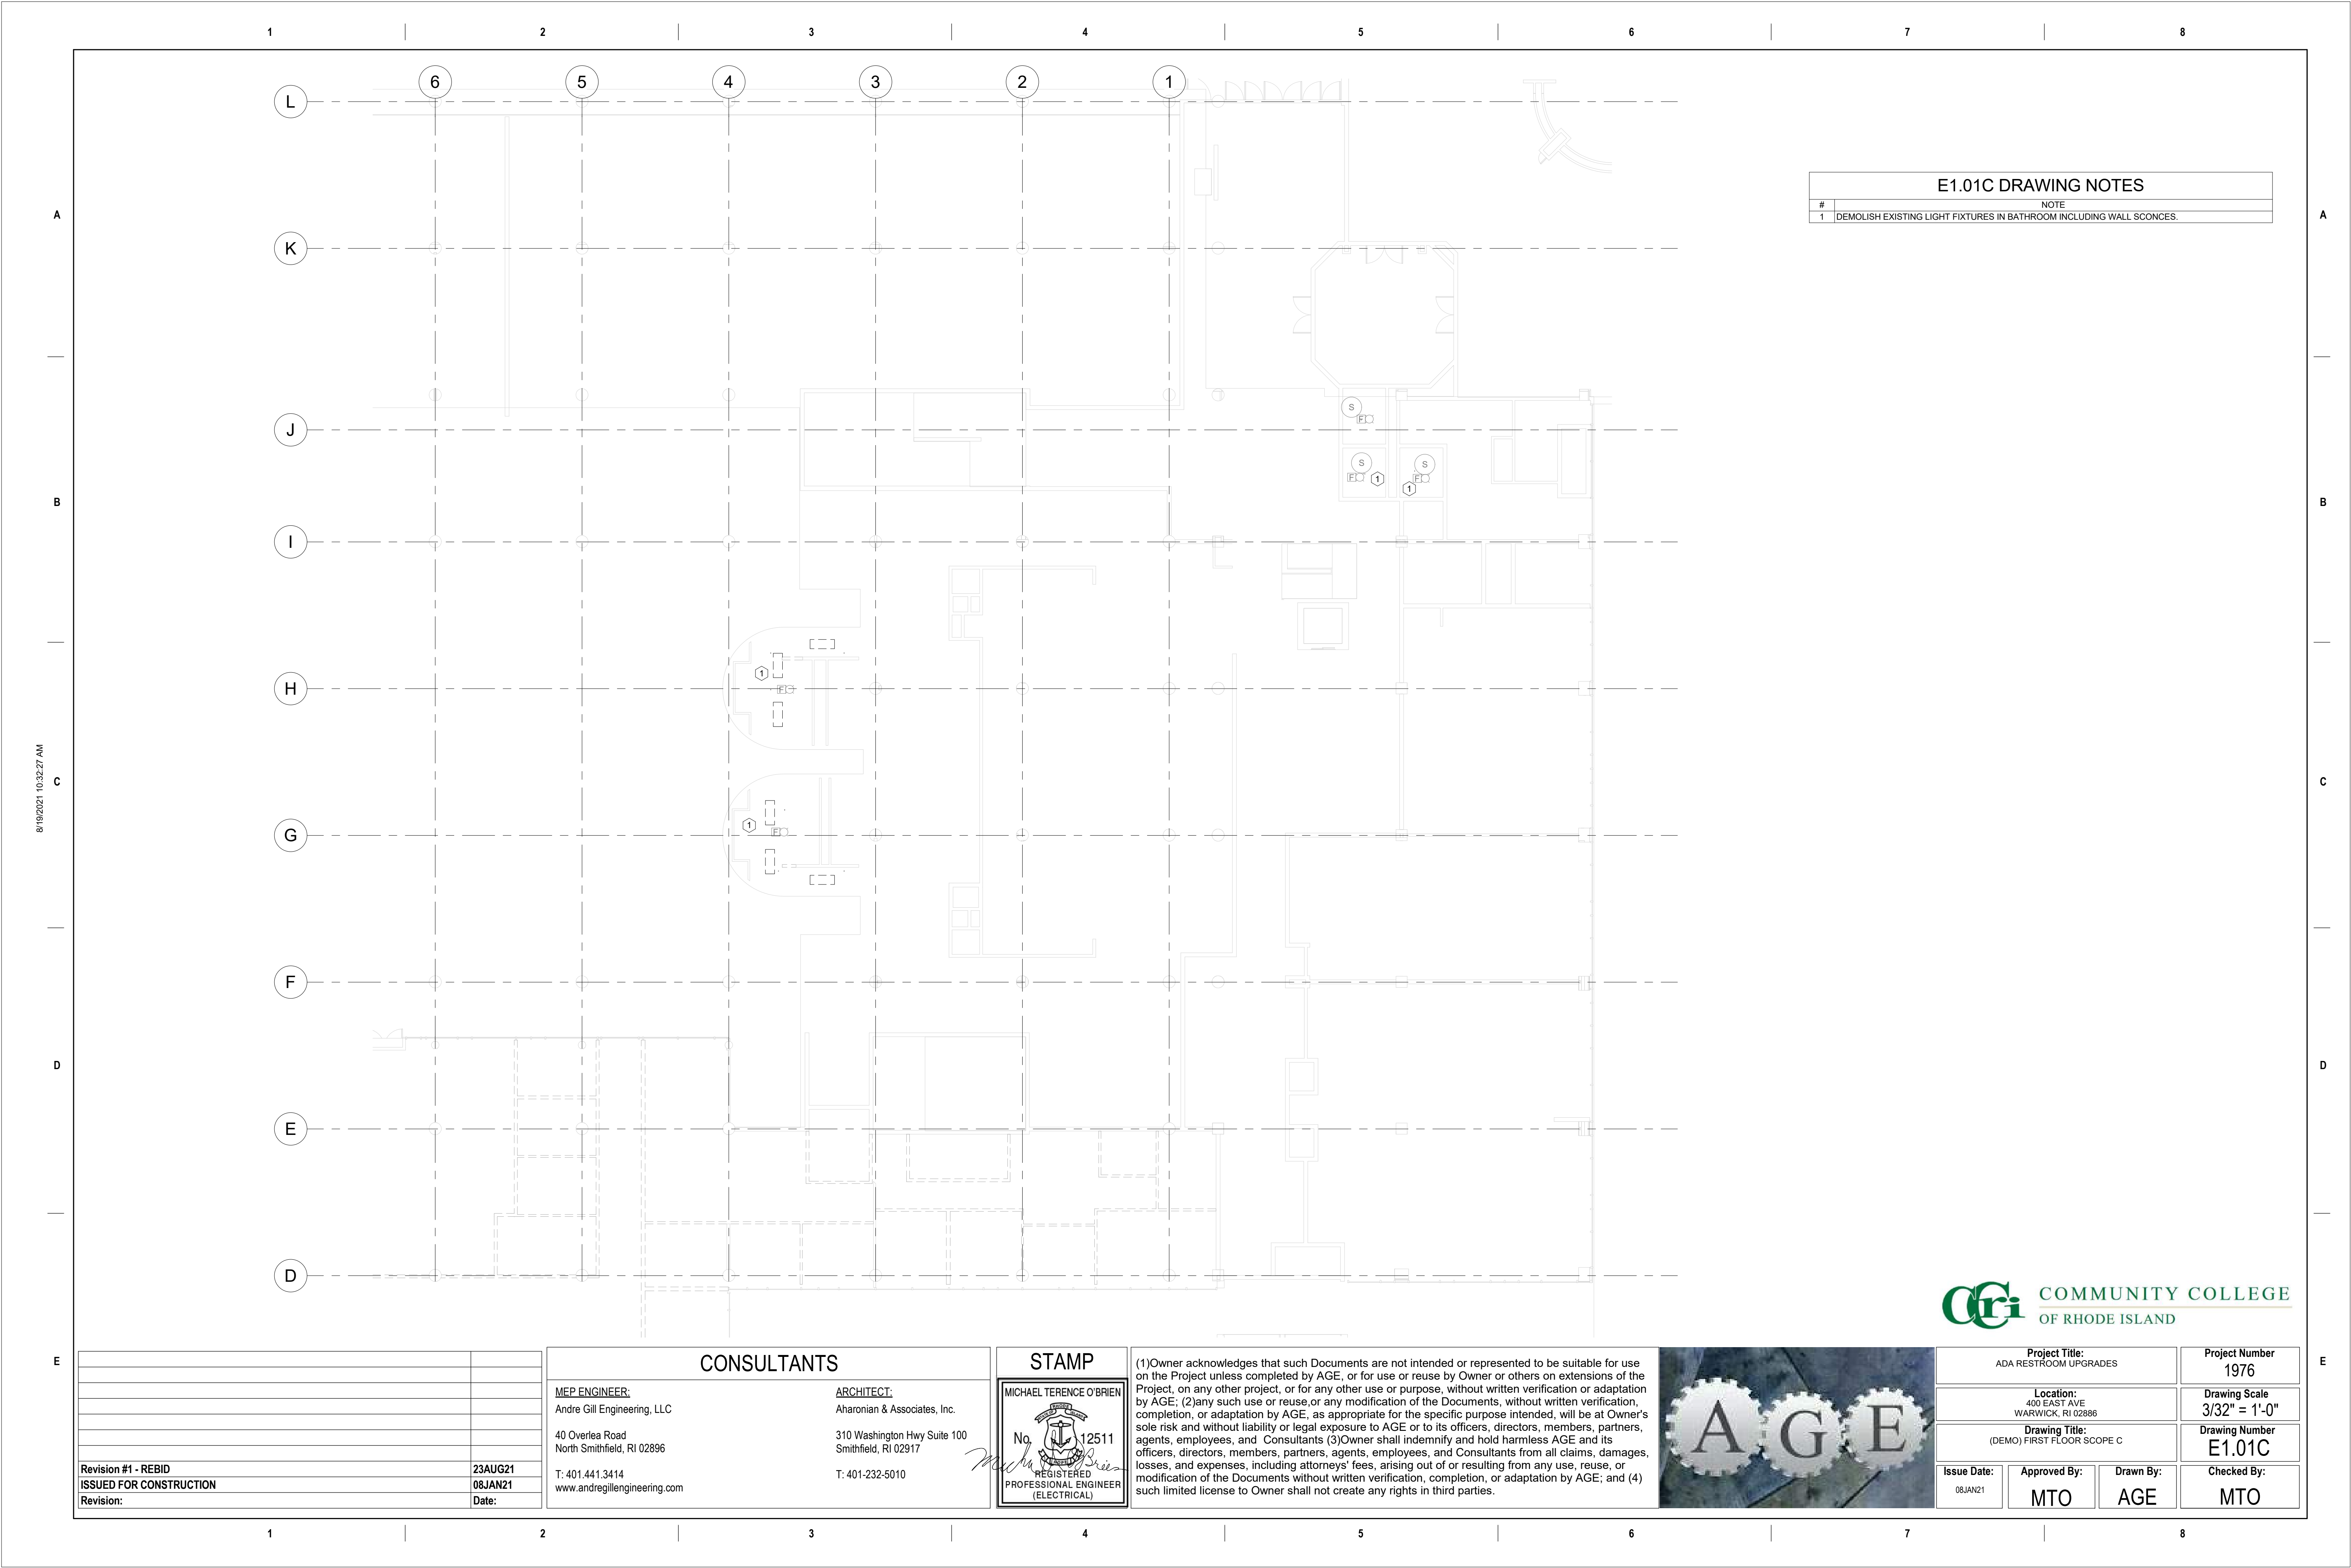 1 2 3 4 5 6 7 8
6 5 4 3 2 1
L
E1.01C DRAWING NOTES
# NOTE
1 DEMOLISH EXISTING LIGHT FIXTURES IN BATHROOM INCLUDING WALL SCONCES.
A A
K
S
F
J
S S
F 1 F
1
B B
I
1
H
F
8/19/2021 10:32:27 AM
C C
1 F
G
F
D D
E
D
CCri COMMUNITY COLLEGE
OF RHODE ISLAND
E E
Revision #1 - REBID 23AUG21
ISSUED FOR CONSTRUCTION 08JAN21
Revision: Date:
CONSULTANTS
MEP ENGINEER:
Andre Gill Engineering, LLC
40 Overlea Road
North Smithfield, RI 02896
T: 401.441.3414
www.andregillengineering.com
ARCHITECT:
Aharonian & Associates, Inc.
310 Washington Hwy Suite 100
Smithfield, RI 02917
T: 401-232-5010
STAMP
MICHAEL TERENCE O'BRIEN
No. 12511
REGISTERED
PROFESSIONAL ENGINEER
(ELECTRICAL)
(1)Owner acknowledges that such Documents are not intended or represented to be suitable for use
on the Project unless completed by AGE, or for use or reuse by Owner or others on extensions of the
Project, on any other project, or for any other use or purpose, without written verification or adaptation
by AGE; (2)any such use or reuse,or any modification of the Documents, without written verification,
completion, or adaptation by AGE, as appropriate for the specific purpose intended, will be at Owner's
sole risk and without liability or legal exposure to AGE or to its officers, directors, members, partners,
agents, employees, and Consultants (3)Owner shall indemnify and hold harmless AGE and its
officers, directors, members, partners, agents, employees, and Consultants from all claims, damages,
losses, and expenses, including attorneys' fees, arising out of or resulting from any use, reuse, or
modification of the Documents without written verification, completion, or adaptation by AGE; and (4)
such limited license to Owner shall not create any rights in third parties.
A G E
Project Title:
ADA RESTROOM UPGRADES
Location:
400 EAST AVE
WARWICK, RI 02886
Drawing Title:
(DEMO) FIRST FLOOR SCOPE C
Project Number
1976
Drawing Scale
3/32" = 1'-0"
Drawing Number
E1.01C
Issue Date:
08JAN21
Approved By:
MTO
Drawn By:
AGE
Checked By:
MTO
1 2 3 4 5 6 7 8